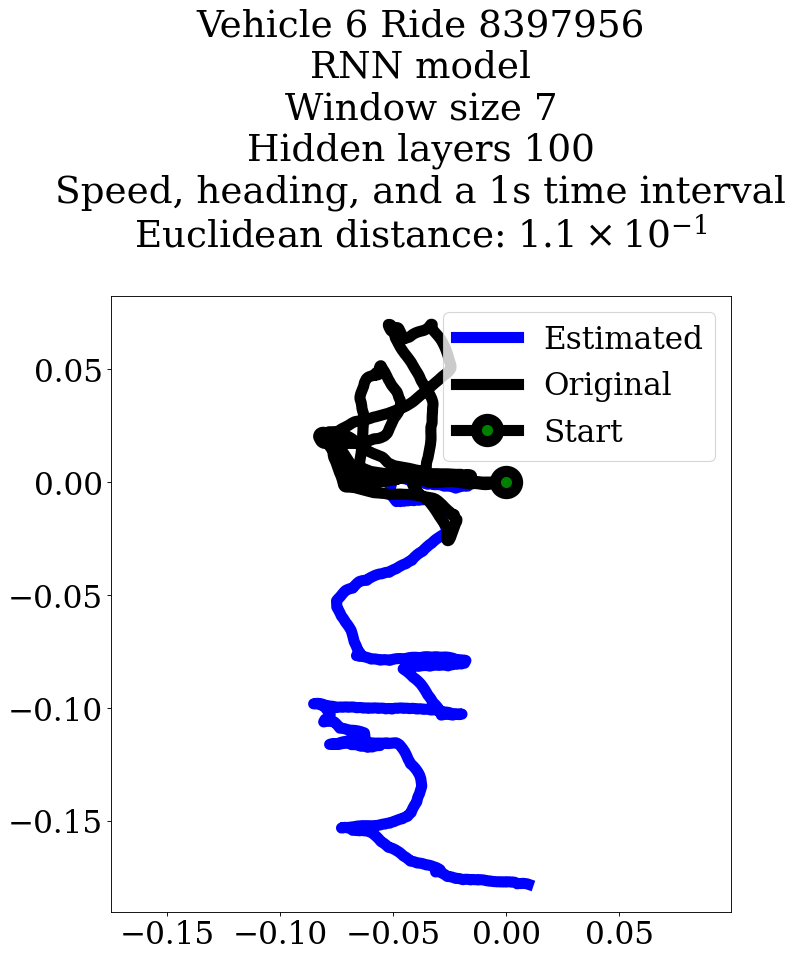 Vehicle 6 Ride 8397956
RNN model
Window size 7
Hidden layers 100
Speed, heading, and a 1s time interval
Euclidean distance: 1.1 × 10⁻¹
Estimated
Original
Start
0.05
0.00
−0.05
−0.10
−0.15
−0.15 −0.10 −0.05 0.00 0.05